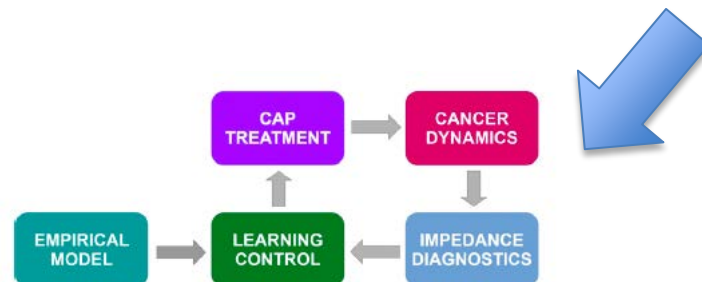 CAP
TREATMENT
CANCER
DYNAMICS
EMPIRICAL
MODEL
LEARNING
CONTROL
IMPEDANCE
DIAGNOSTICS